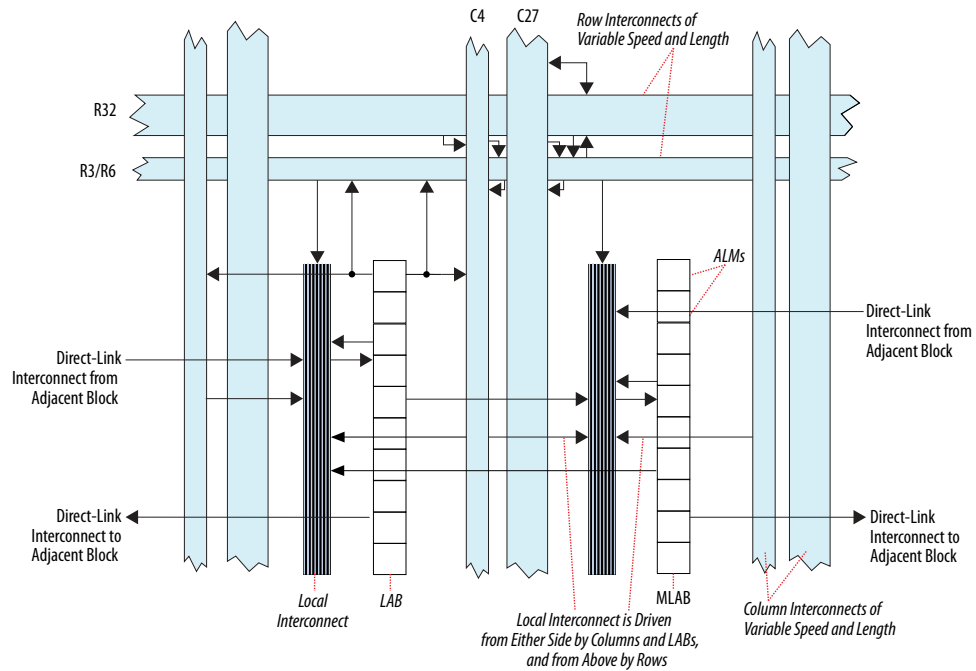 C4
C27
Row Interconnects of
Variable Speed and Length
R32
R3/R6
ALMs
Direct-Link
Interconnect from
Adjacent Block
Direct-Link
Interconnect from
Adjacent Block
Direct-Link
Interconnect to
Adjacent Block
Direct-Link
Interconnect to
Adjacent Block
Local
Interconnect
LAB
MLAB
Local Interconnect is Driven
from Either Side by Columns and LABs,
and from Above by Rows
Column Interconnects of
Variable Speed and Length